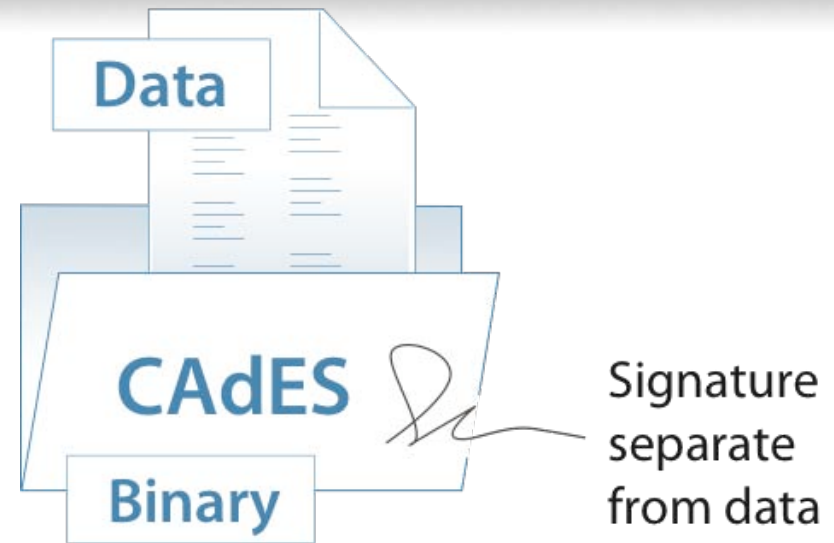 Data
CAdES
Binary
Signature
separate
from data